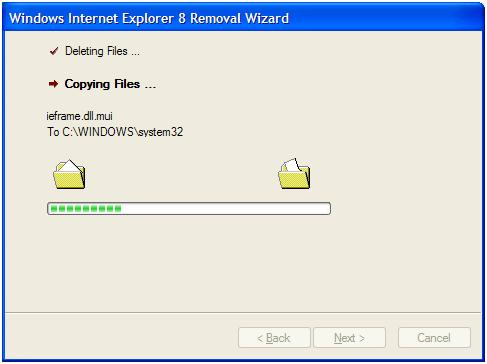 Windows Internet Explorer 8 Removal Wizard
Deleting Files ...
Copying Files ...
ieframe.dll.mui
To C:\WINDOWS\system32
< Back Next > Cancel